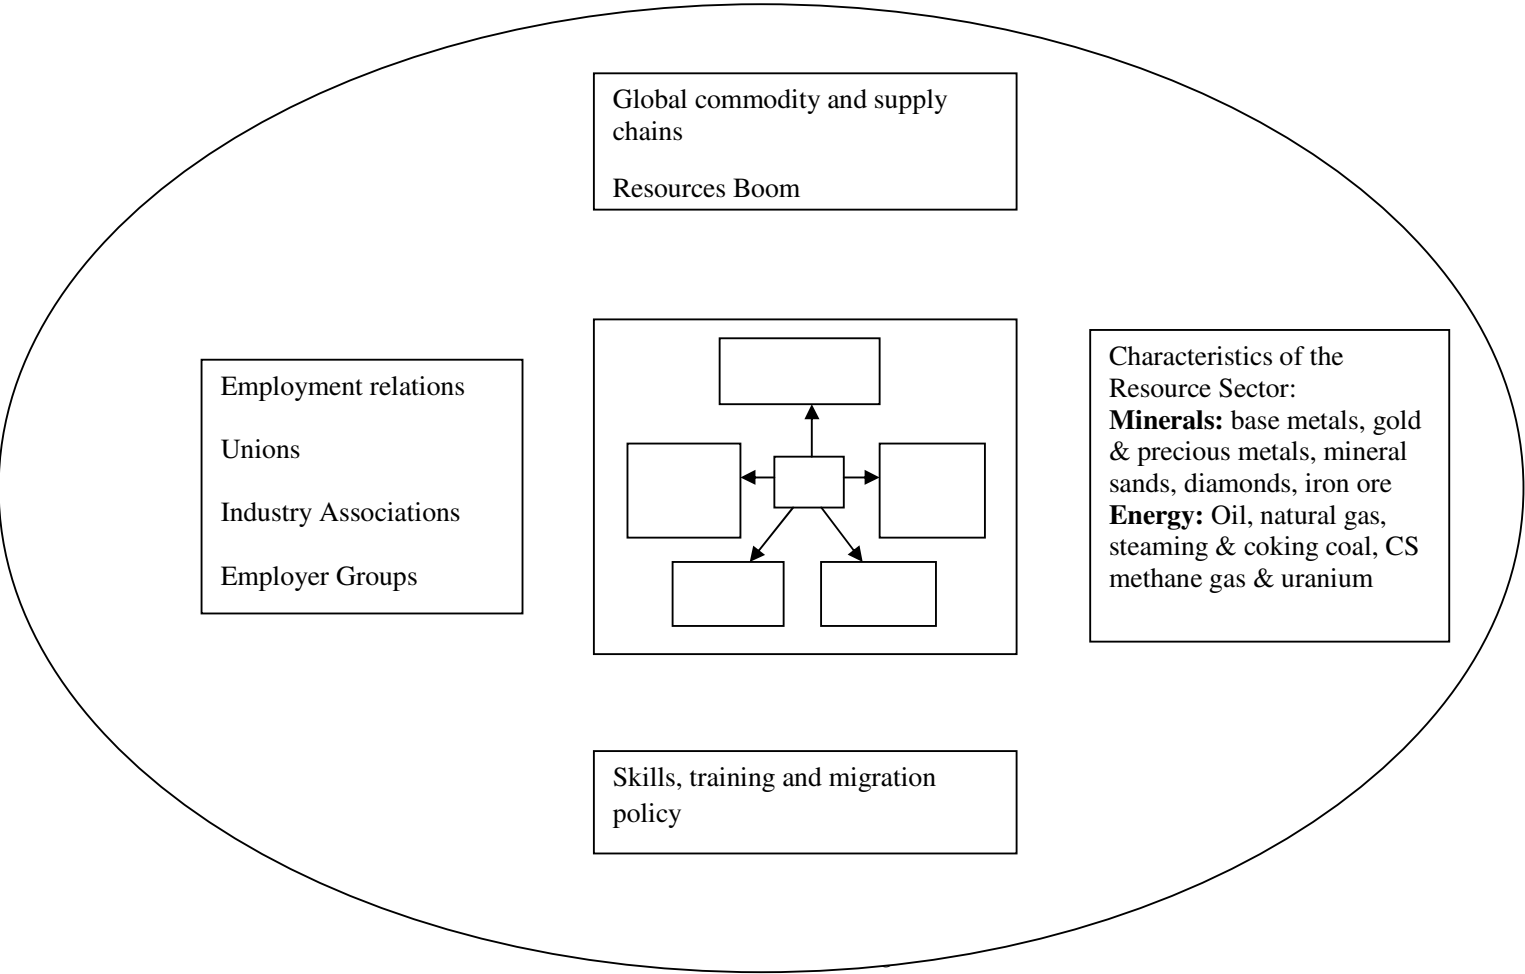 Global commodity and supply
chains
Resources Boom
Employment relations
Unions
Industry Associations
Employer Groups
Characteristics of the
Resource Sector:
Minerals: base metals, gold
& precious metals, mineral
sands, diamonds, iron ore
Energy: Oil, natural gas,
steaming & coking coal, CS
methane gas & uranium
Skills, training and migration
policy